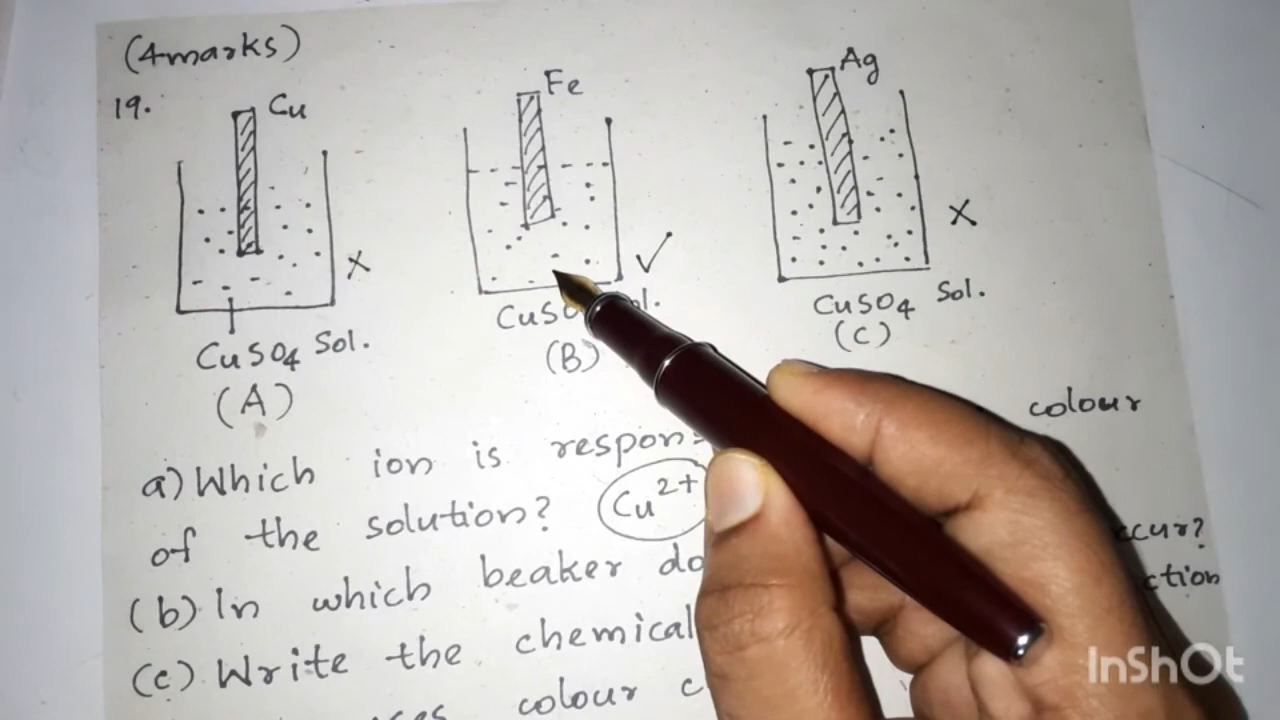 (4marks)
19.
Cu
Fe
Ag
CuSO4 Sol.
(A)
(B)
CuSO4 Sol.
(C)
a) Which ion is colour
of the solution? Cu2+
(b) In which beaker
(c) Write the chemical
colour
InShOt